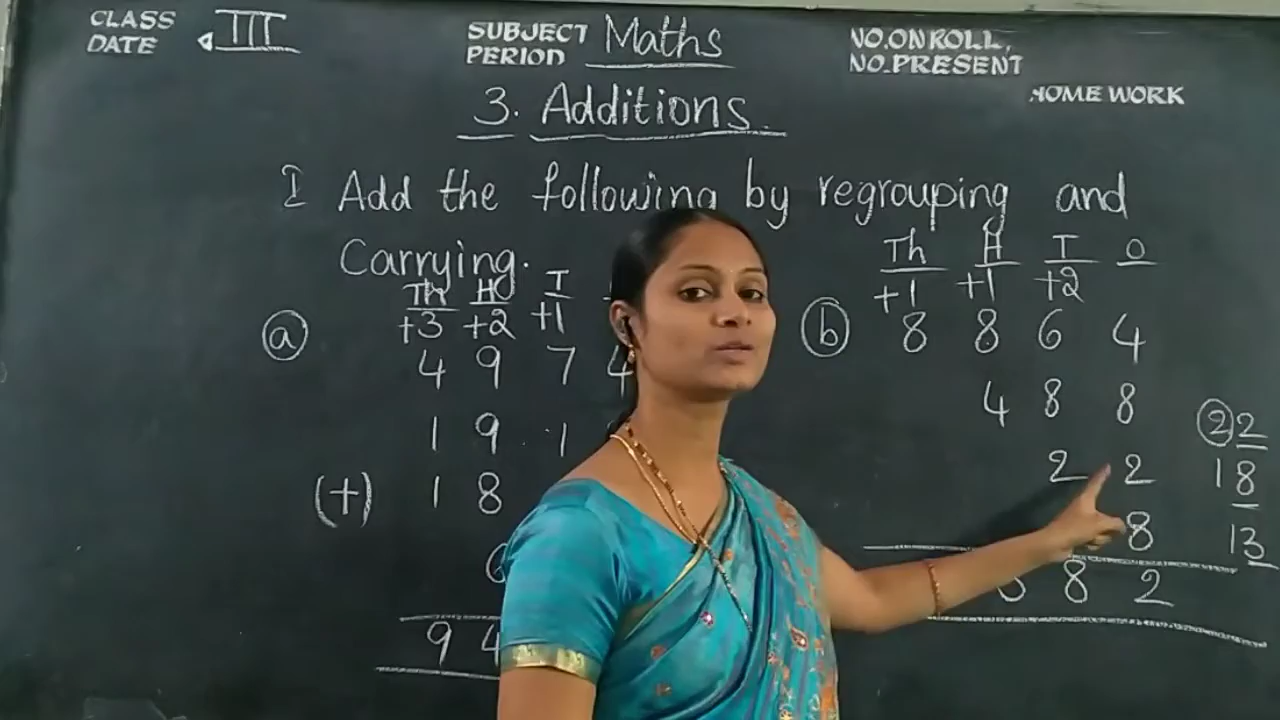 CLASS III SUBJECT Maths NO.ON ROLL,
DATE PERIOD NO.PRESENT
HOME WORK
3. Additions.
I Add the following by regrouping and
Carrying.
Th H T
+3 +2 +1
a 4 9 7 4
1 9 1
(+) 1 8
9 4
Th H T O
+1 +1 +2
b 8 8 6 4
4 8 8
2 2
8
3 8 2
2 2
18
13